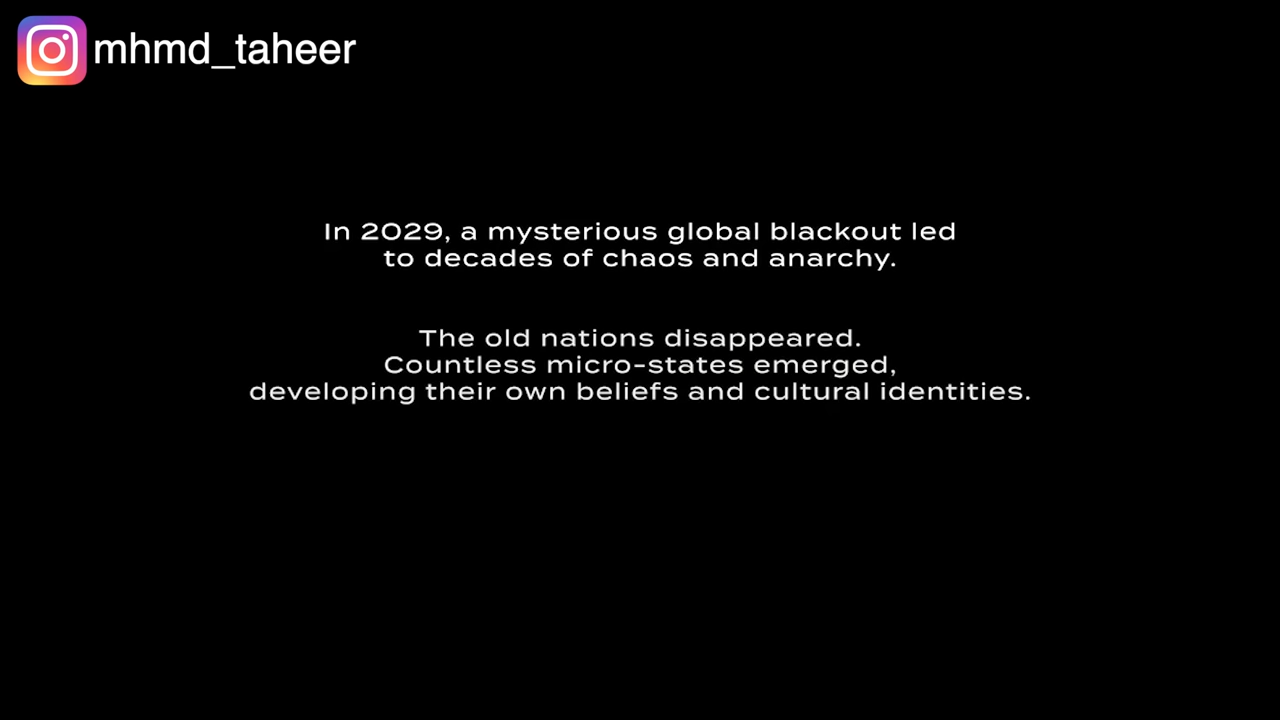 mhmd_taheer
In 2029, a mysterious global blackout led
to decades of chaos and anarchy.
The old nations disappeared.
Countless micro-states emerged,
developing their own beliefs and cultural identities.